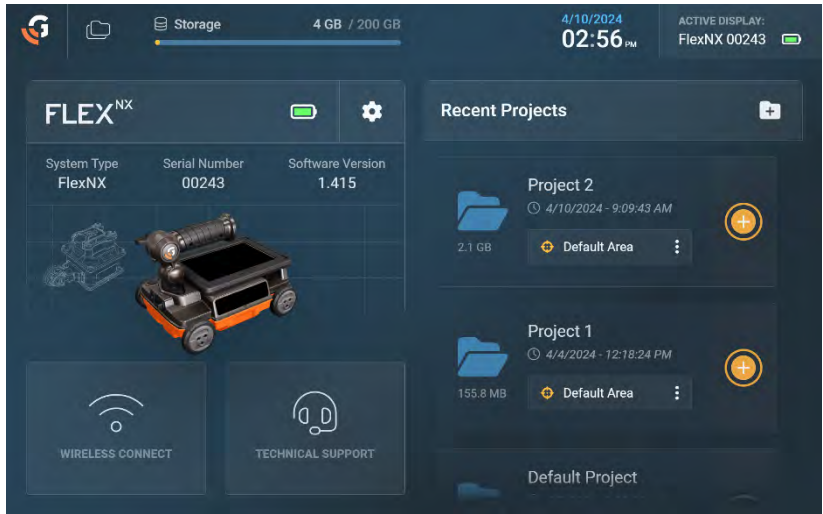 Storage 4 GB / 200 GB
4/10/2024
02:56 PM
ACTIVE DISPLAY:
FlexNX 00243
FLEX NX
System Type Serial Number Software Version
FlexNX 00243 1.415
WIRELESS CONNECT
TECHNICAL SUPPORT
Recent Projects
Project 2
4/10/2024 - 9:09:43 AM
2.1 GB
Default Area
Project 1
4/4/2024 - 12:18:24 PM
155.8 MB
Default Area
Default Project